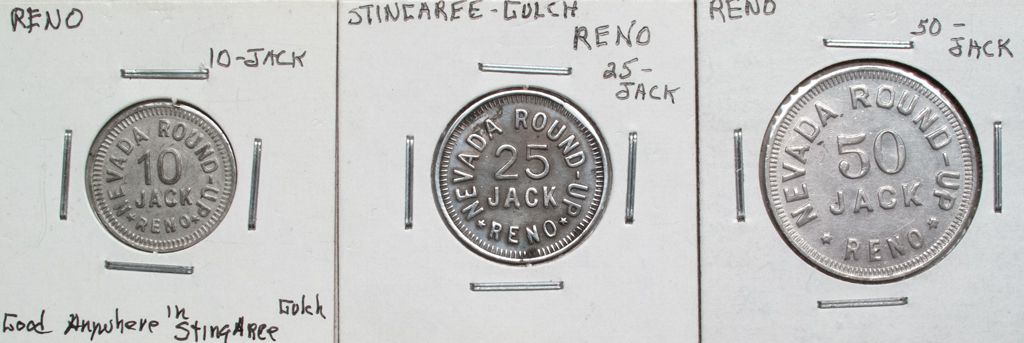 RENO
10-JACK
NEVADA ROUND-UP
10
JACK
★ RENO ★
Good Anywhere in StingAree Gulch
STINGAREE-GULCH
RENO
25-
JACK
NEVADA ROUND-UP
25
JACK
★ RENO ★
RENO
50-
JACK
NEVADA ROUND-UP
50
JACK
★ RENO ★